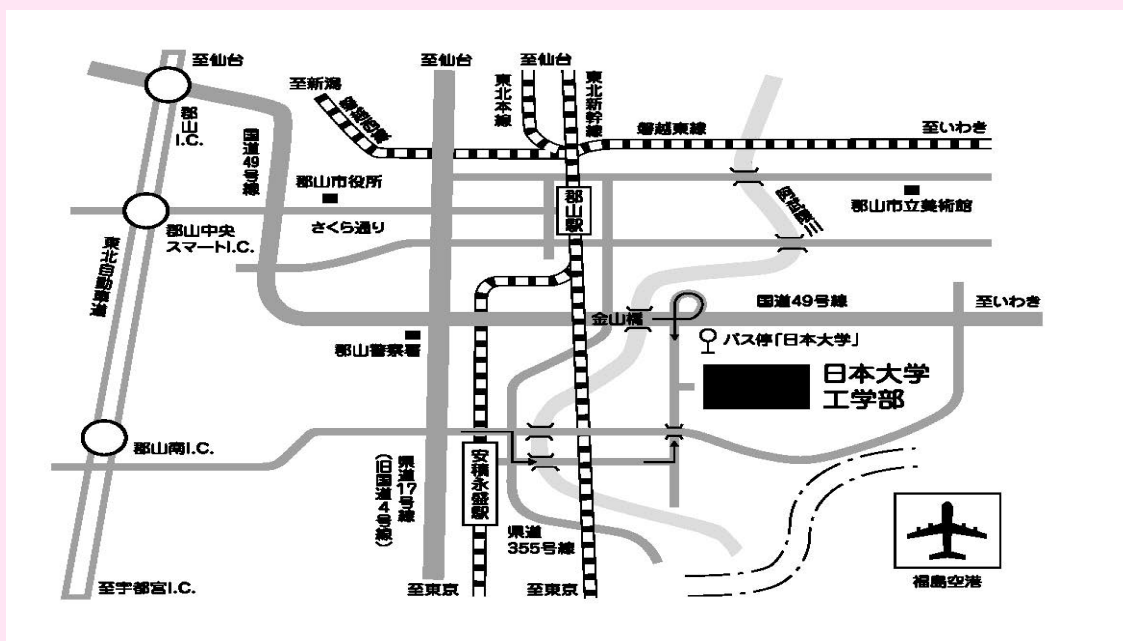 至仙台
至仙台
至仙台
至新潟
磐越西線
東北本線
東北新幹線
磐越東線
至いわき
郡山
I.C.
国道49号線
郡山市役所
郡山駅
郡山市立美術館
阿武隈川
郡山中央
スマートI.C.
さくら通り
東北自動車道
金山橋
国道49号線
至いわき
バス停「日本大学」
郡山警察署
日本大学
工学部
郡山南I.C.
県道17号線
(旧国道4号線)
安積永盛駅
県道
355号線
至宇都宮I.C.
至東京
至東京
福島空港